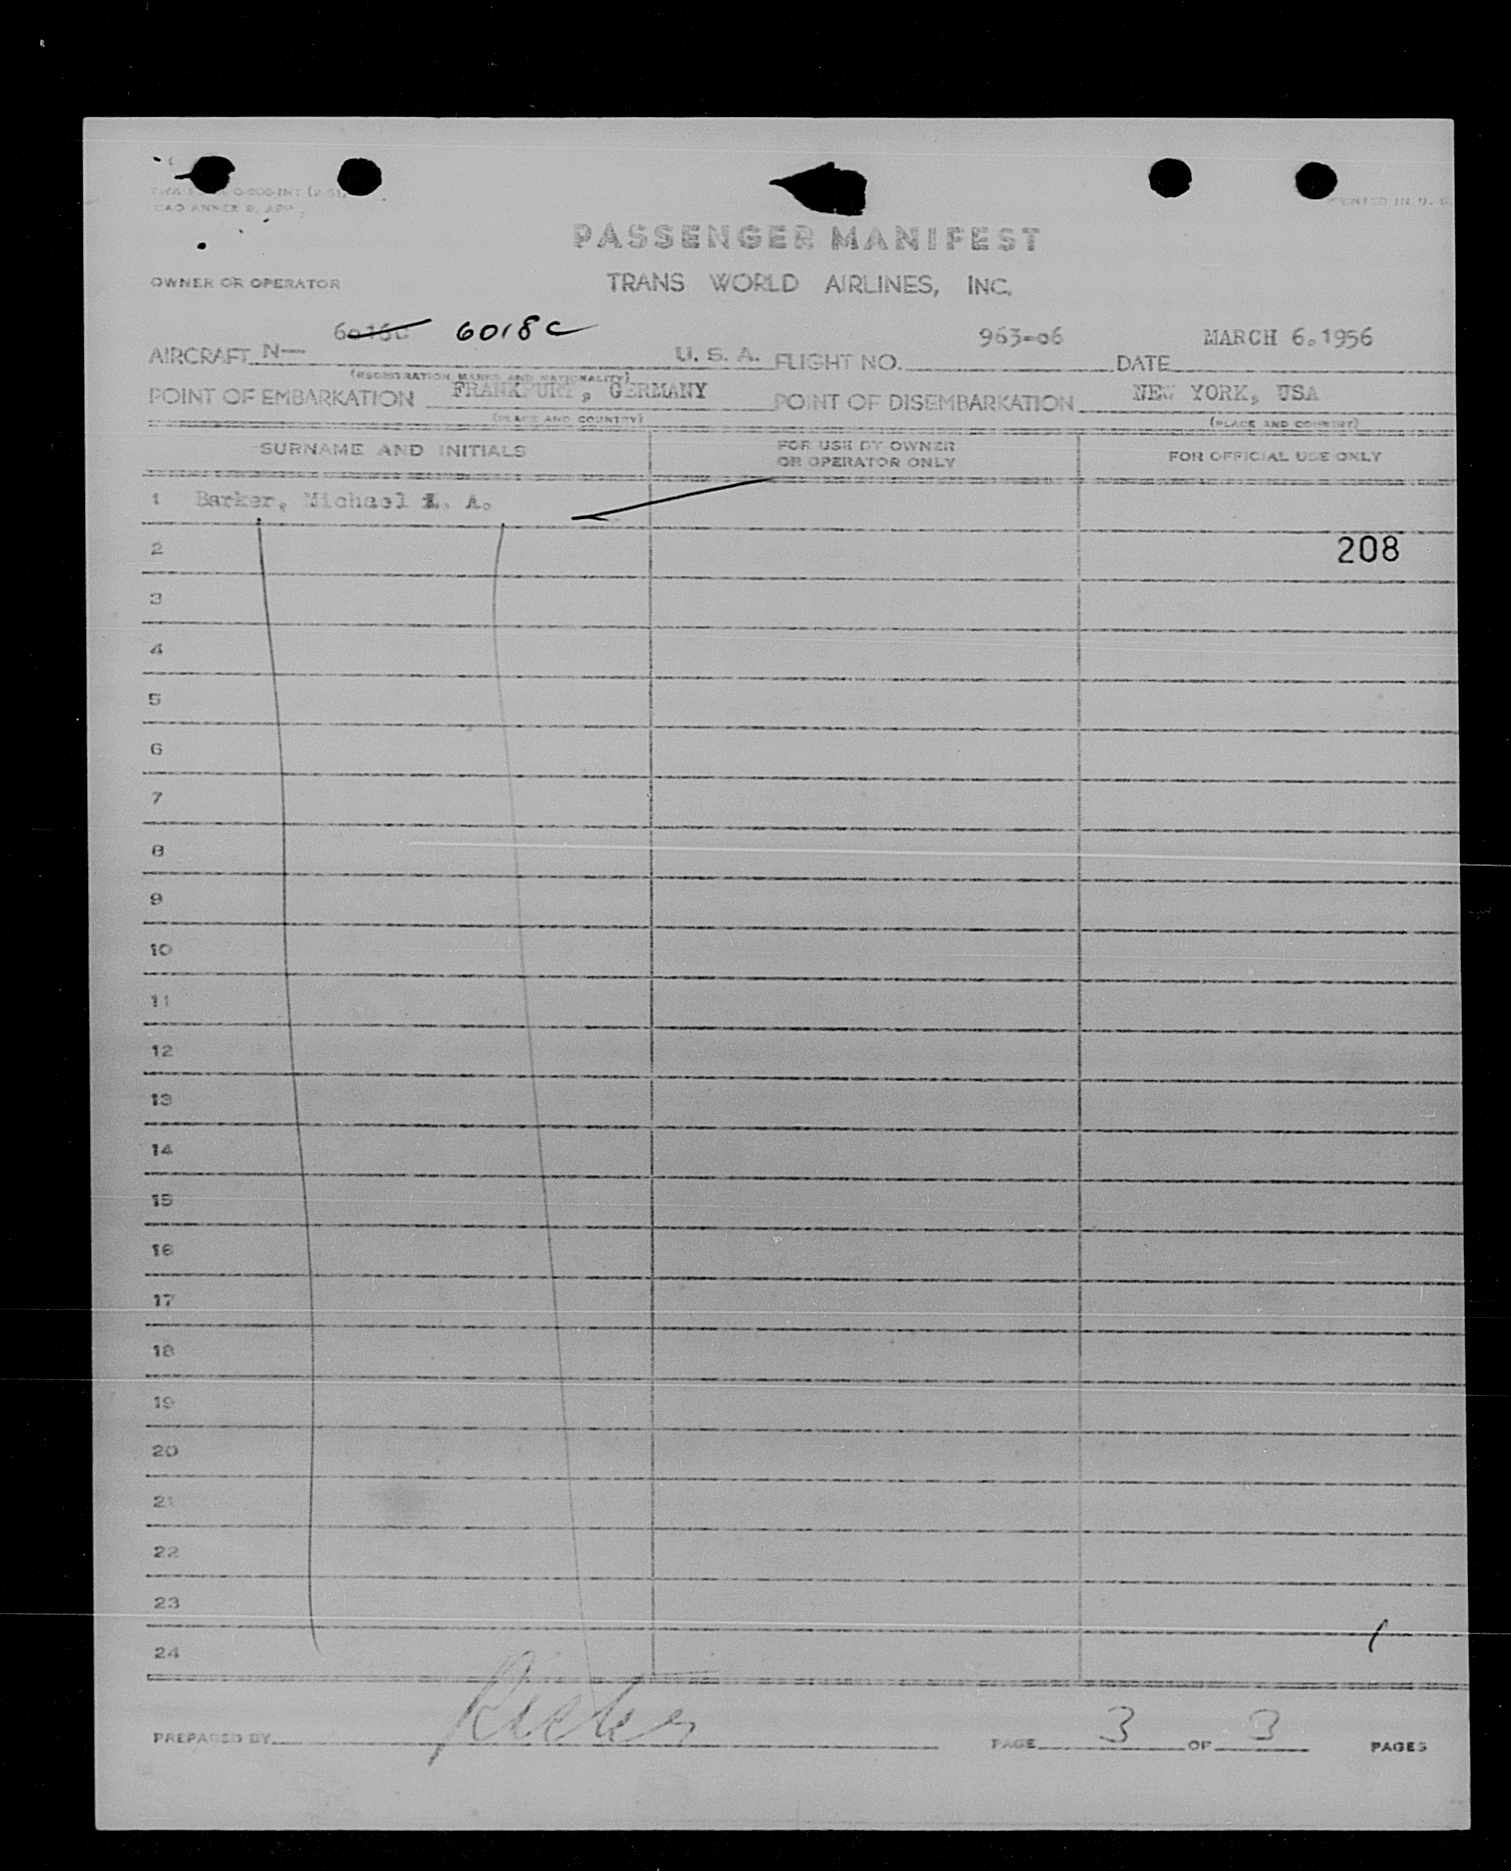 PRINTED IN U. S.
PASSENGER MANIFEST
OWNER OR OPERATOR TRANS WORLD AIRLINES, INC.
6018C 963-06 MARCH 6.1956
AIRCRAFT N— U. S. A. FLIGHT NO. DATE
(REGISTRATION MARKS AND NATIONALITY)
POINT OF EMBARKATION FRANKFURT, GERMANY POINT OF DISEMBARKATION NEW YORK, USA
(PLACE AND COUNTRY) (PLACE AND COUNTRY)
SURNAME AND INITIALS FOR USE BY OWNER OR OPERATOR ONLY FOR OFFICIAL USE ONLY
1 Barker, Michael A.
2 208
3
4
5
6
7
8
9
10
11
12
13
14
15
16
17
18
19
20
21
22
23
24
PREPARED BY PAGE 3 OF 3 PAGES